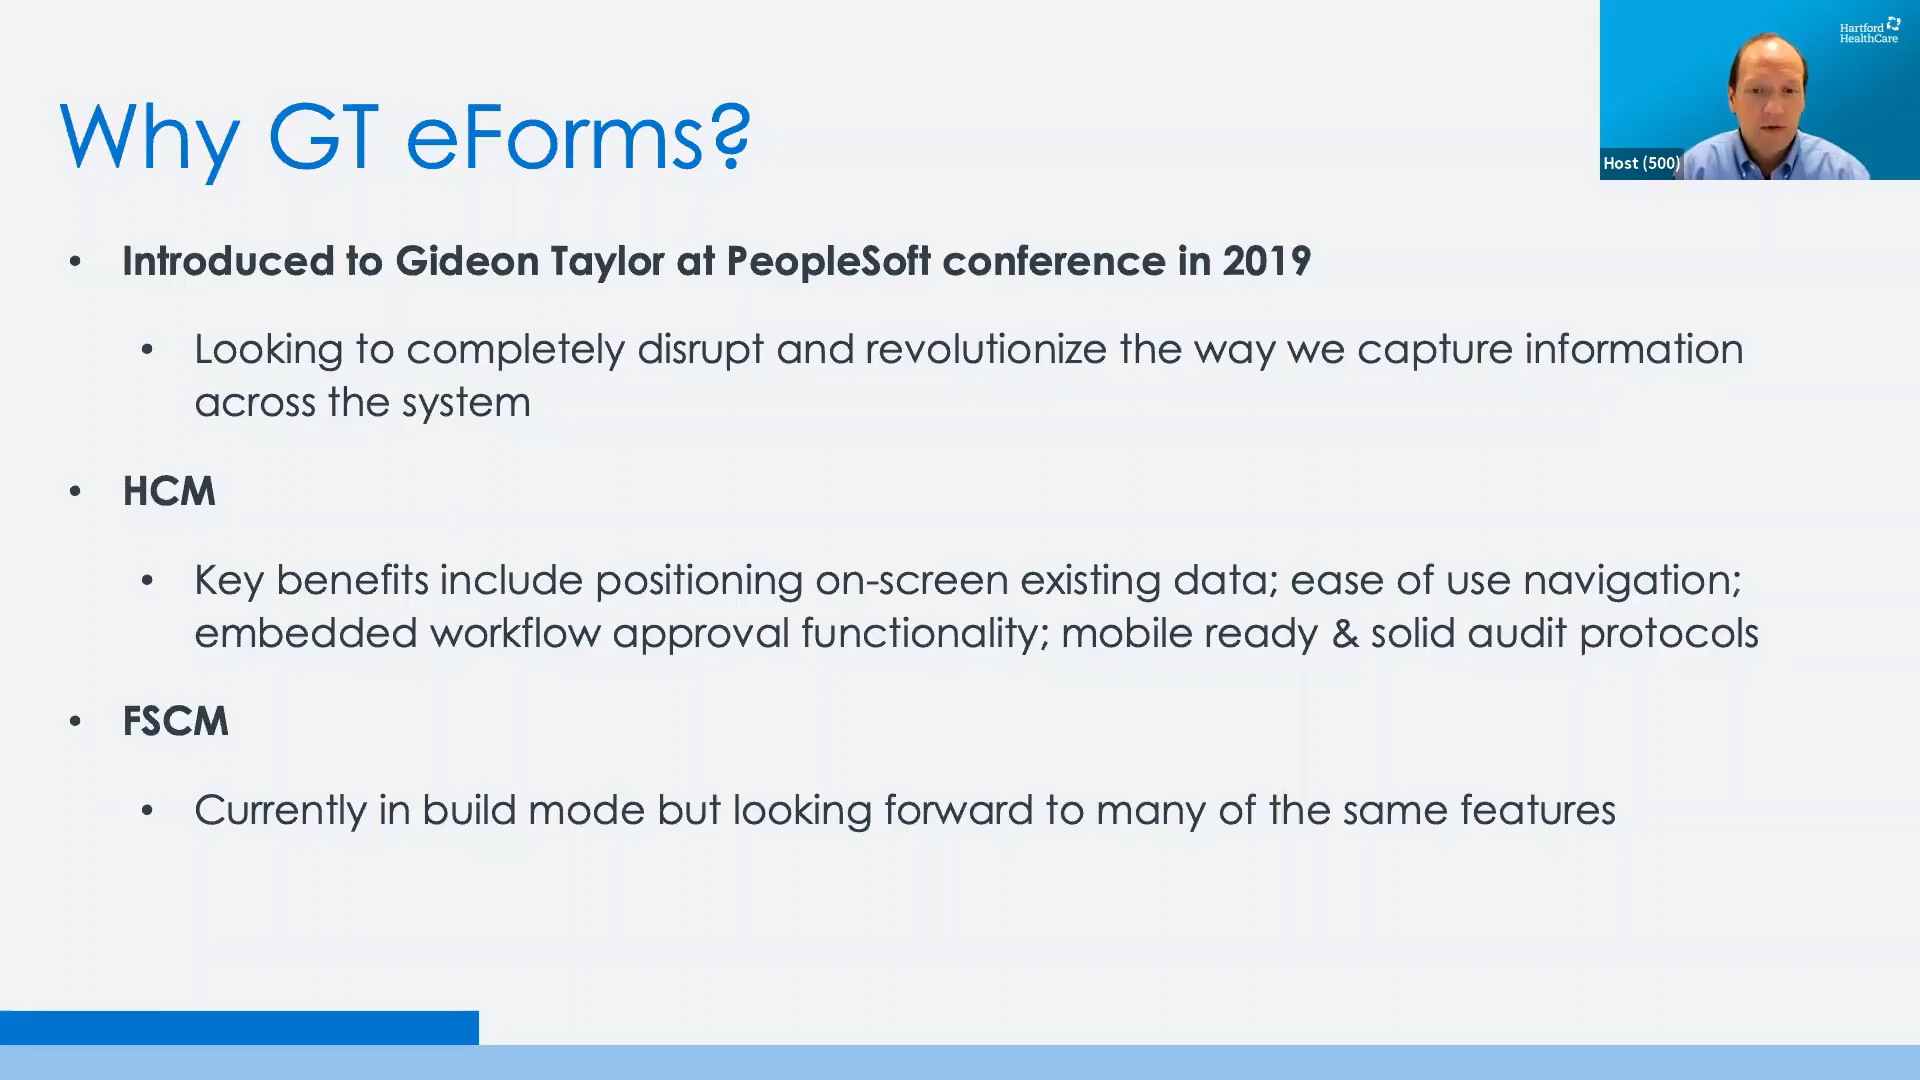 Hartford
HealthCare
Host (500)
Why GT eForms?
• Introduced to Gideon Taylor at PeopleSoft conference in 2019
• Looking to completely disrupt and revolutionize the way we capture information
across the system
• HCM
• Key benefits include positioning on-screen existing data; ease of use navigation;
embedded workflow approval functionality; mobile ready & solid audit protocols
• FSCM
• Currently in build mode but looking forward to many of the same features